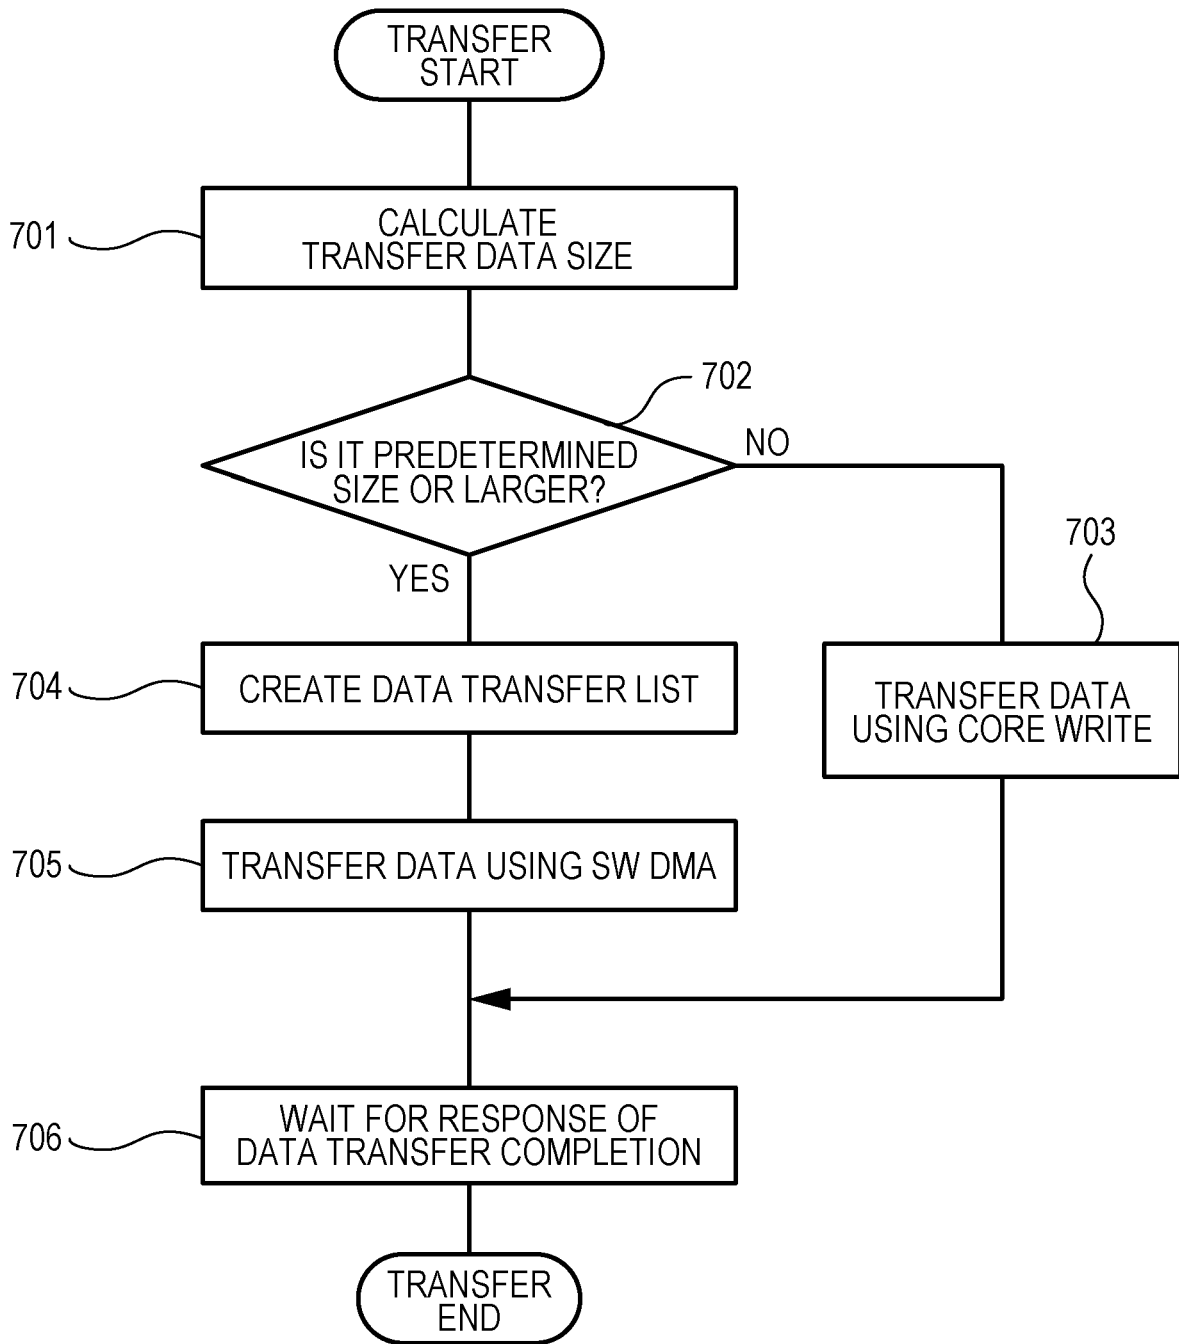 TRANSFER
START
701
CALCULATE
TRANSFER DATA SIZE
702
IS IT PREDETERMINED
SIZE OR LARGER?
NO
YES
703
704
CREATE DATA TRANSFER LIST
TRANSFER DATA
USING CORE WRITE
705
TRANSFER DATA USING SW DMA
706
WAIT FOR RESPONSE OF
DATA TRANSFER COMPLETION
TRANSFER
END